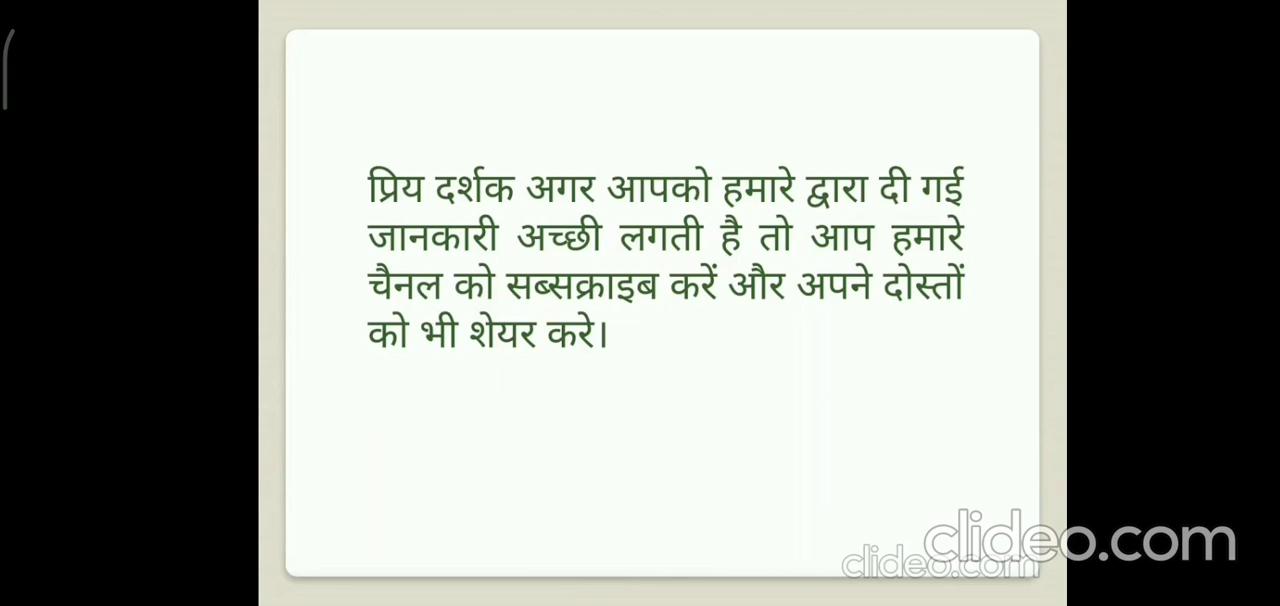 प्रिय दर्शक अगर आपको हमारे द्वारा दी गई
जानकारी अच्छी लगती है तो आप हमारे
चैनल को सब्सक्राइब करें और अपने दोस्तों
को भी शेयर करे।
clideo.com
clideo.com